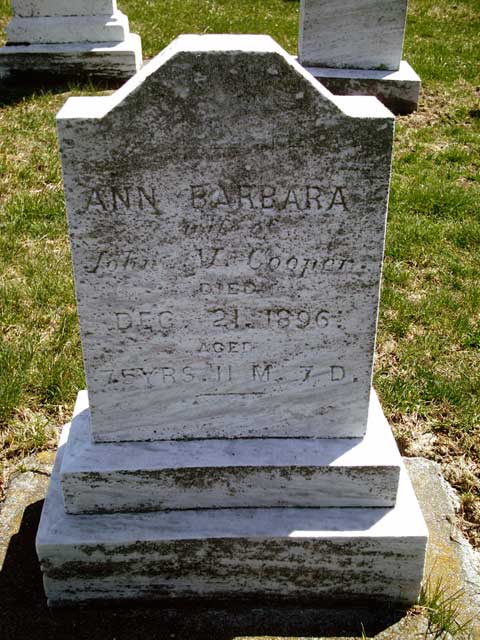 ANN BARBARA
wife of
John M. Cooper
DIED
DEC. 21. 1896.
AGED
75YRS. 11 M. 7 D.